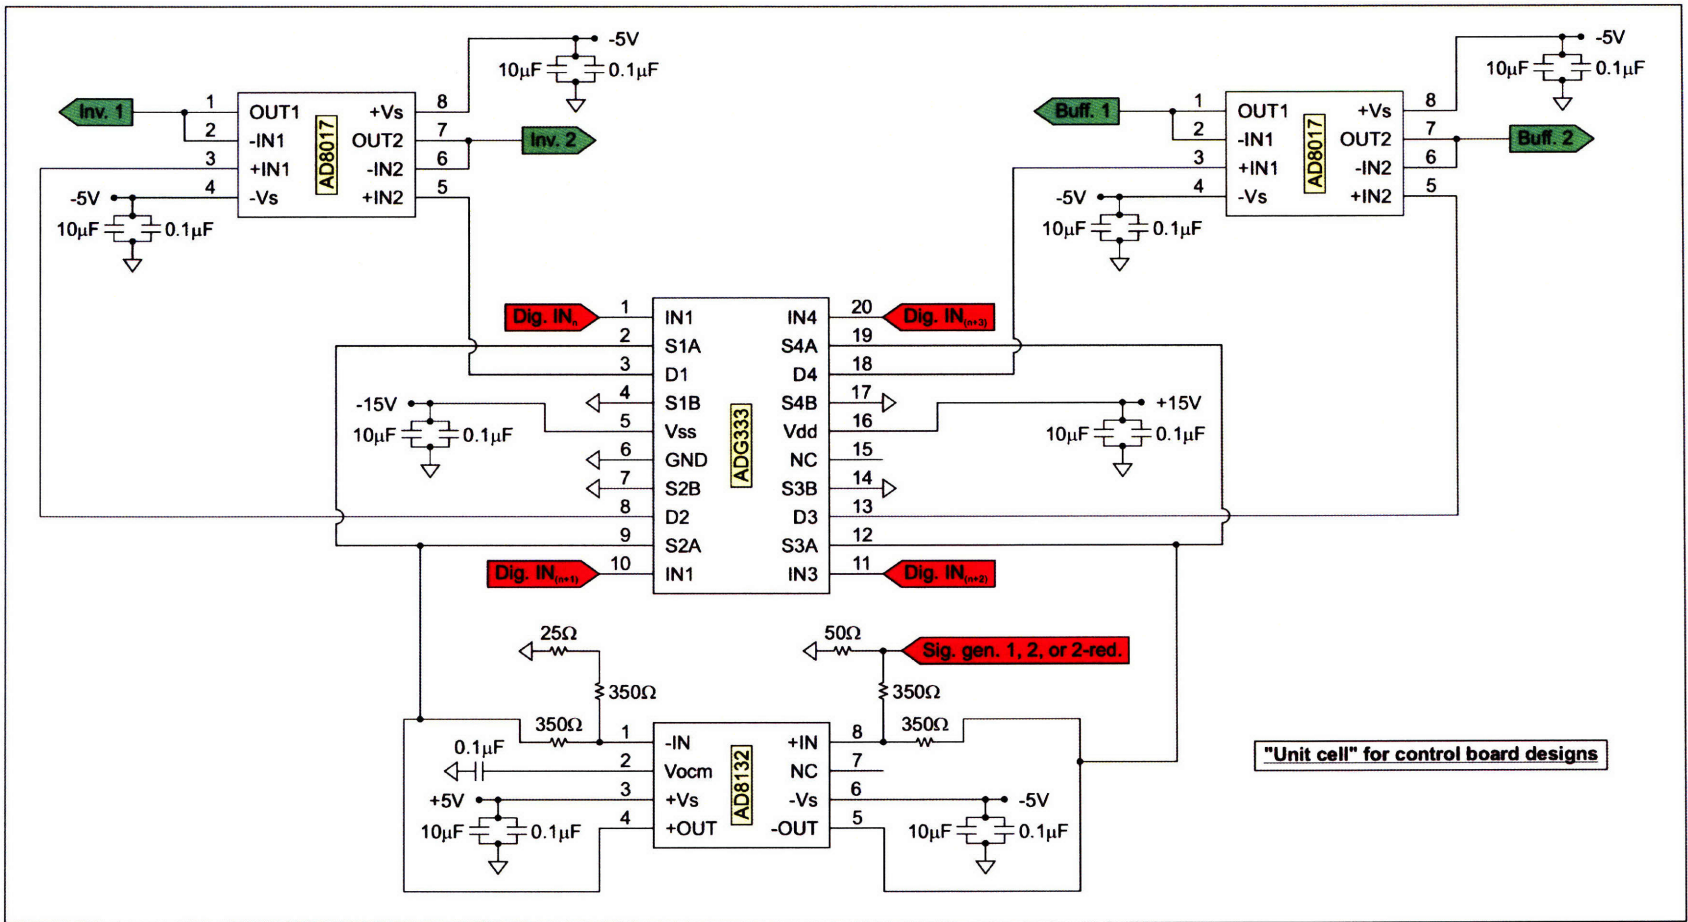 -5V
10μF 0.1μF
Inv. 1
1 OUT1 +Vs 8
2 -IN1 OUT2 7
Inv. 2
3 +IN1 -IN2 6
4 -Vs +IN2 5
AD8017
-5V
10μF 0.1μF
-5V
10μF 0.1μF
Buff. 1
1 OUT1 +Vs 8
2 -IN1 OUT2 7
Buff. 2
3 +IN1 -IN2 6
4 -Vs +IN2 5
AD8017
-5V
10μF 0.1μF
Dig. INn 1 IN1 IN4 20 Dig. IN(n+3)
2 S1A S4A 19
3 D1 D4 18
4 S1B S4B 17
-15V
10μF 0.1μF
5 Vss Vdd 16
+15V
10μF 0.1μF
6 GND NC 15
7 S2B S3B 14
8 D2 D3 13
9 S2A S3A 12
Dig. IN(n+1) 10 IN1 IN3 11 Dig. IN(n+2)
ADG333
25Ω
350Ω
350Ω
50Ω
Sig. gen. 1, 2, or 2-red.
350Ω
350Ω
1 -IN +IN 8
0.1μF
2 Vocm NC 7
+5V 3 +Vs -Vs 6 -5V
4 +OUT -OUT 5
10μF 0.1μF
10μF 0.1μF
AD8132
"Unit cell" for control board designs